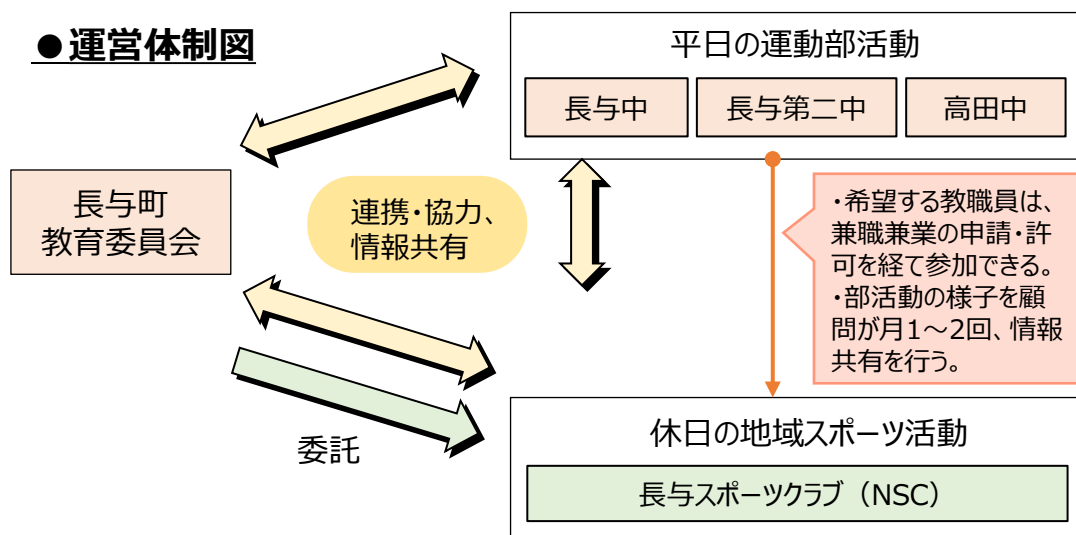 ●運営体制図
平日の運動部活動
長与中
長与第二中
高田中
長与町
教育委員会
連携・協力、
情報共有
・希望する教職員は、
兼職兼業の申請・許
可を経て参加できる。
・部活動の様子を顧
問が月1～2回、情報
共有を行う。
委託
休日の地域スポーツ活動
長与スポーツクラブ（NSC）